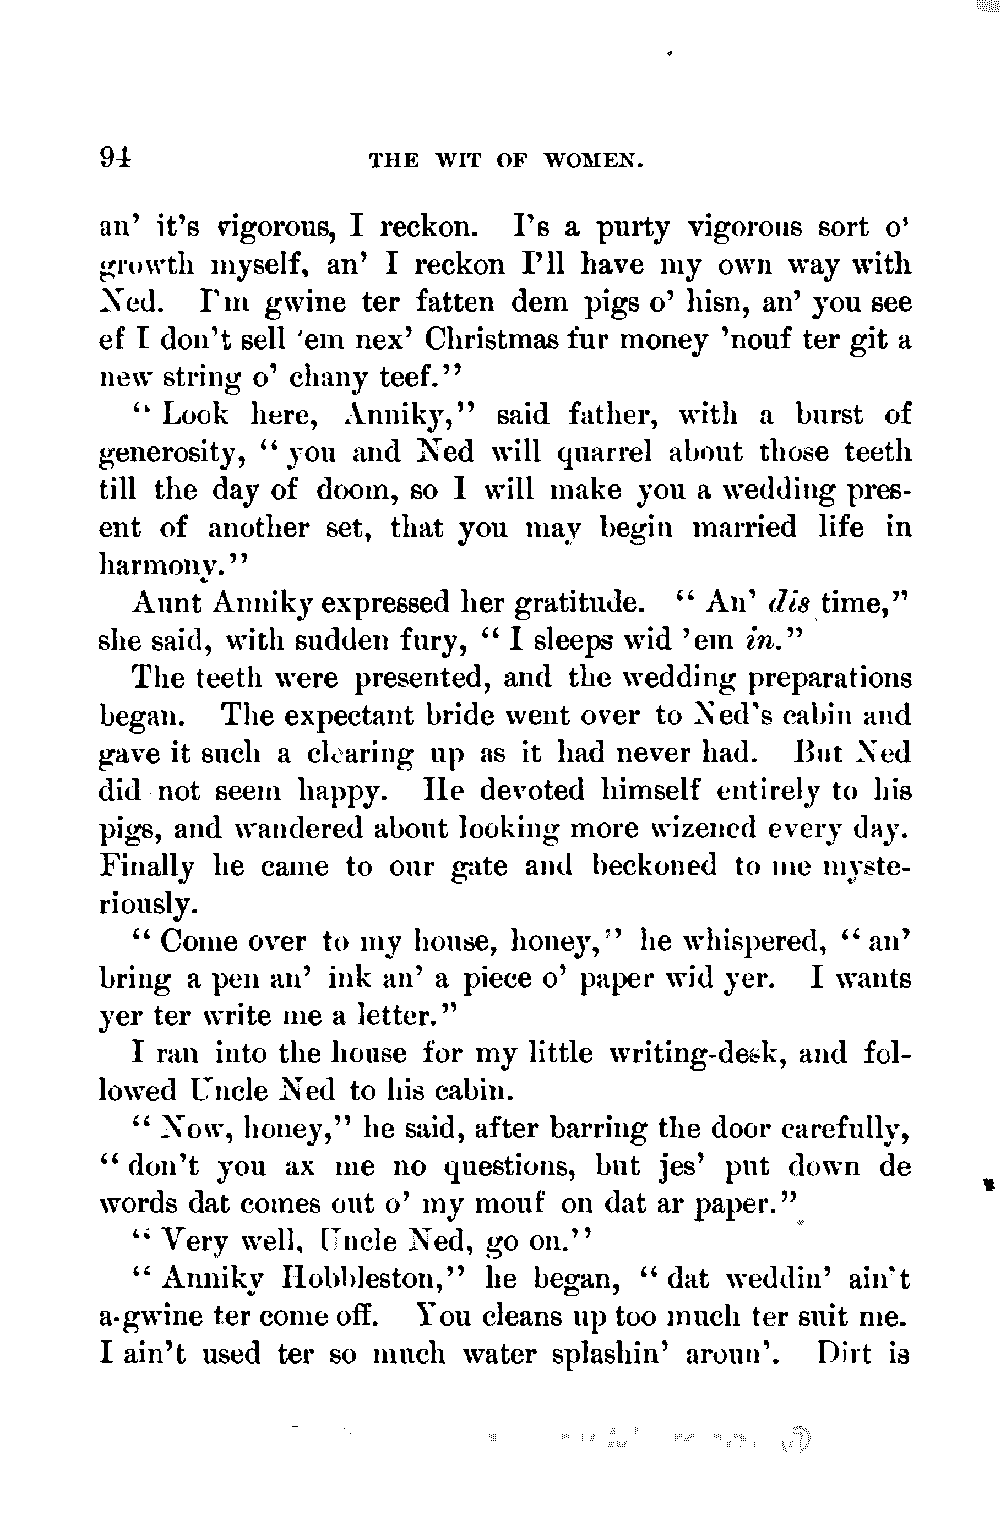 94 THE WIT OF WOMEN.
an' it's vigorous, I reckon. I's a purty vigorous sort o'
growth myself, an' I reckon I'll have my own way with
Ned. I'm gwine ter fatten dem pigs o' hisn, an' you see
ef I don't sell 'em nex' Christmas fur money 'nouf ter git a
new string o' chany teef."
"Look here, Anniky," said father, with a burst of
generosity, "you and Ned will quarrel about those teeth
till the day of doom, so I will make you a wedding pres-
ent of another set, that you may begin married life in
harmony."
Aunt Anniky expressed her gratitude. "An' dis time,"
she said, with sudden fury, "I sleeps wid 'em in."
The teeth were presented, and the wedding preparations
began. The expectant bride went over to Ned's cabin and
gave it such a clearing up as it had never had. But Ned
did not seem happy. He devoted himself entirely to his
pigs, and wandered about looking more wizened every day.
Finally he came to our gate and beckoned to me myste-
riously.
"Come over to my house, honey," he whispered, "an'
bring a pen an' ink an' a piece o' paper wid yer. I wants
yer ter write me a letter."
I ran into the house for my little writing-desk, and fol-
lowed Uncle Ned to his cabin.
"Now, honey," he said, after barring the door carefully,
"don't you ax me no questions, but jes' put down de
words dat comes out o' my mouf on dat ar paper."
"Very well, Uncle Ned, go on."
"Anniky Hobbleston," he began, "dat weddin' ain't
a-gwine ter come off. You cleans up too much ter suit me.
I ain't used ter so much water splashin' aroun'. Dirt is